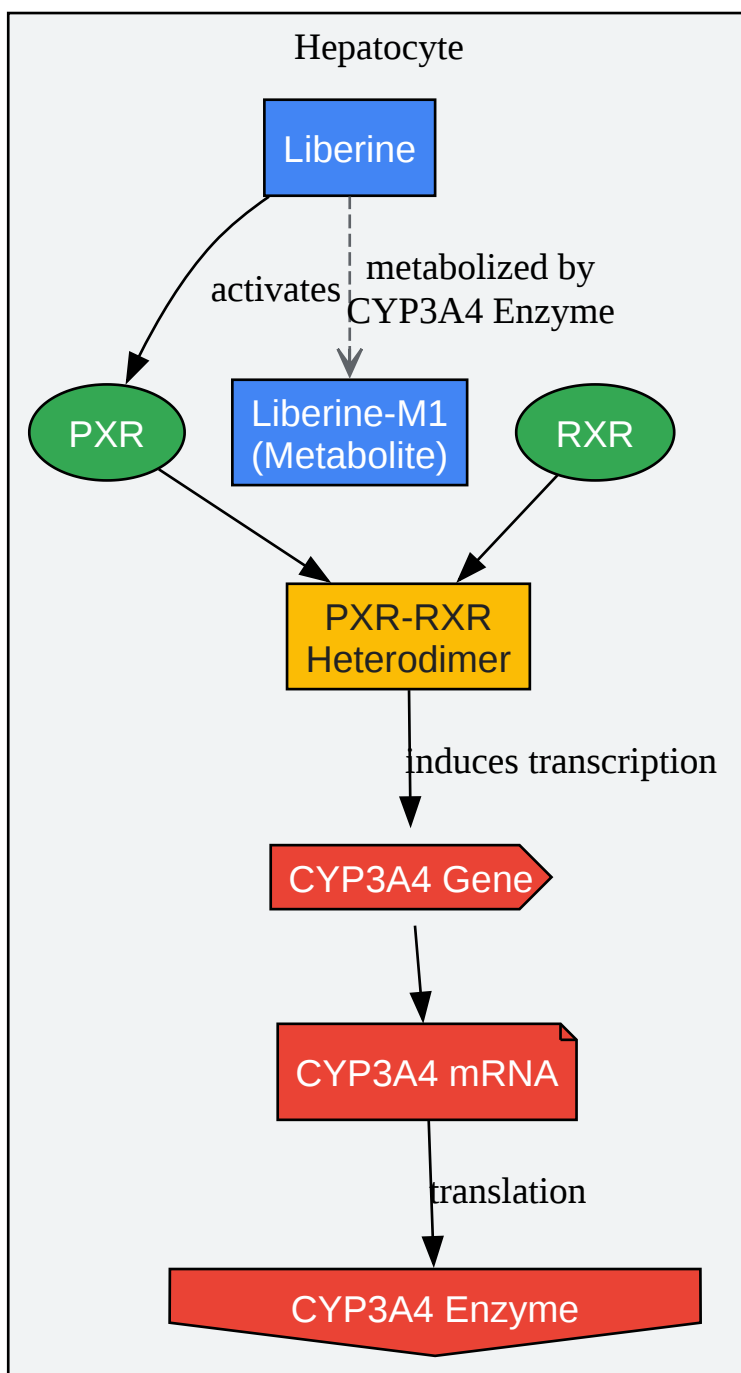 Hepatocyte
Liberine
activates
metabolized by
CYP3A4 Enzyme
PXR
Liberine-M1
(Metabolite)
RXR
PXR-RXR
Heterodimer
induces transcription
CYP3A4 Gene
CYP3A4 mRNA
translation
CYP3A4 Enzyme